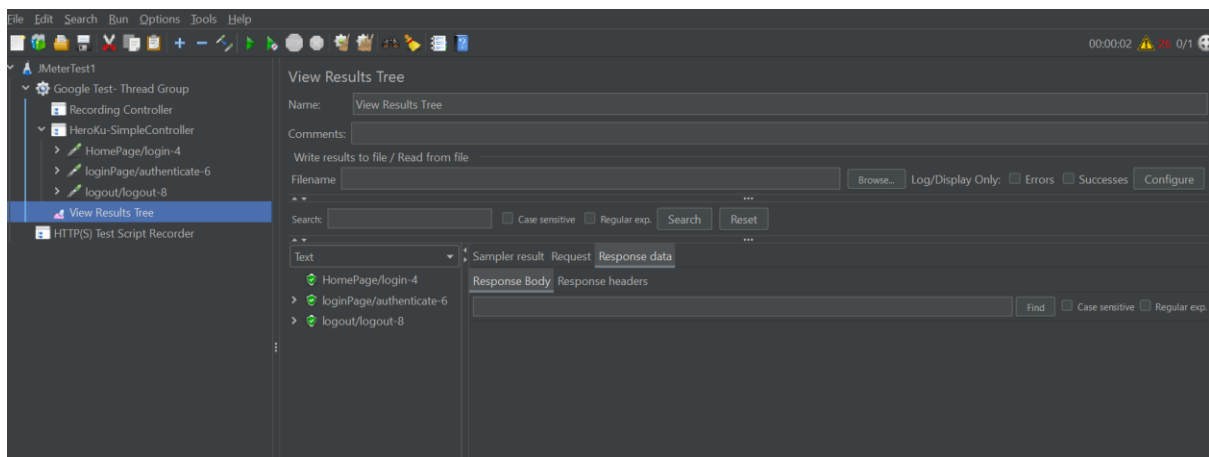 File Edit Search Run Options Tools Help
00:00:02 0/1
JMeterTest1
Google Test- Thread Group
Recording Controller
HeroKu-SimpleController
HomePage/login-4
loginPage/authenticate-6
logout/logout-8
View Results Tree
HTTP(S) Test Script Recorder
View Results Tree
Name: View Results Tree
Comments:
Write results to file / Read from file
Filename Browse... Log/Display Only: Errors Successes Configure
Search: Case sensitive Regular exp. Search Reset
Text Sampler result Request Response data
HomePage/login-4 Response Body Response headers
loginPage/authenticate-6 Find Case sensitive Regular exp.
logout/logout-8